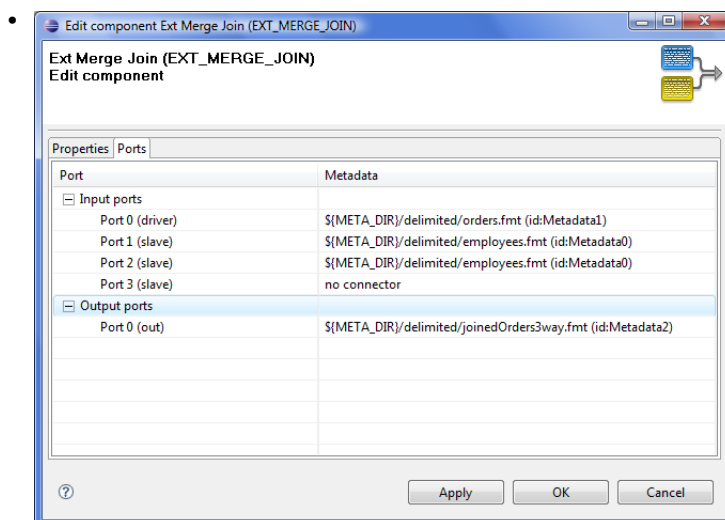 Edit component Ext Merge Join (EXT_MERGE_JOIN)
Ext Merge Join (EXT_MERGE_JOIN)
Edit component
Properties Ports
Port Metadata
Input ports
Port 0 (driver) ${META_DIR}/delimited/orders.fmt (id:Metadata1)
Port 1 (slave) ${META_DIR}/delimited/employees.fmt (id:Metadata0)
Port 2 (slave) ${META_DIR}/delimited/employees.fmt (id:Metadata0)
Port 3 (slave) no connector
Output ports
Port 0 (out) ${META_DIR}/delimited/joinedOrders3way.fmt (id:Metadata2)
? Apply OK Cancel